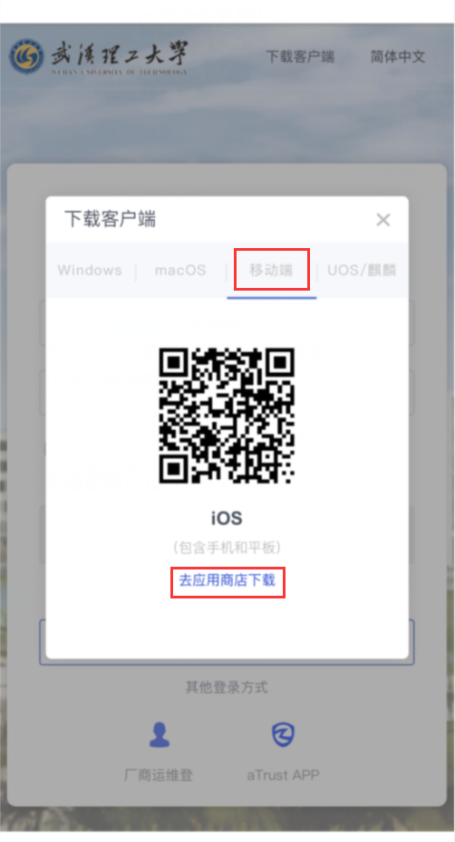 武漢理工大學
WUHAN UNIVERSITY OF TECHNOLOGY
下载客户端
简体中文
下载客户端
Windows
macOS
移动端
UOS/麒麟
iOS
(包含手机和平板)
去应用商店下载
其他登录方式
厂商运维登
aTrust APP